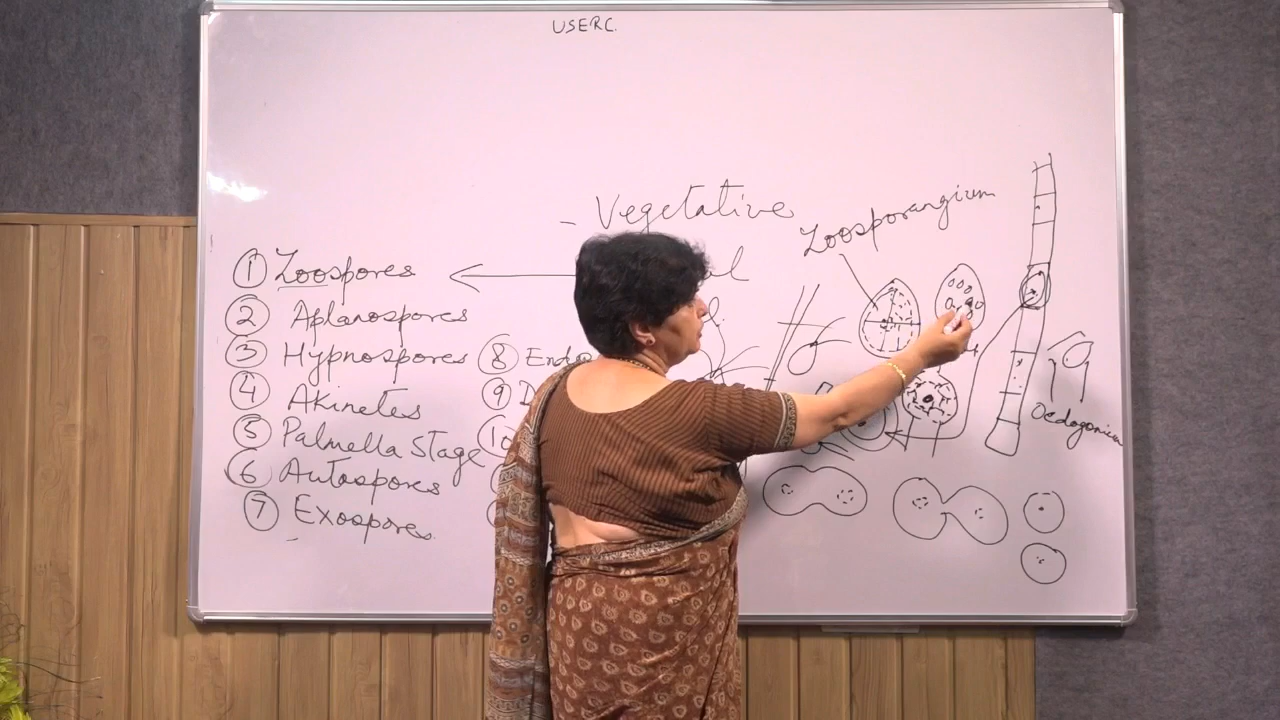 USERC.
- Vegetative
Zoosporangium
① Zoospores
② Aplanospores
③ Hypnospores
④ Akinetes
⑤ Palmella Stage
⑥ Autospores
⑦ Exospores.
⑧
⑨
Oedogonium